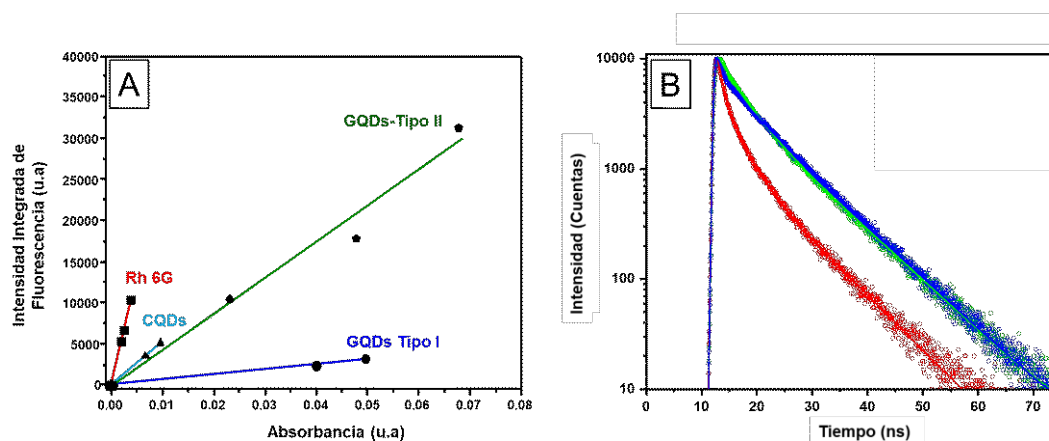 A
40000
35000
30000
25000
20000
15000
10000
5000
0
Intensidad Integrada de
Fluorescencia (u.a)
GQDs-Tipo II
Rh 6G
CQDs
GQDs Tipo I
0.00 0.01 0.02 0.03 0.04 0.05 0.06 0.07 0.08
Absorbancia (u.a)
B
10000
1000
100
10
Intensidad (Cuentas)
0 10 20 30 40 50 60 70
Tiempo (ns)